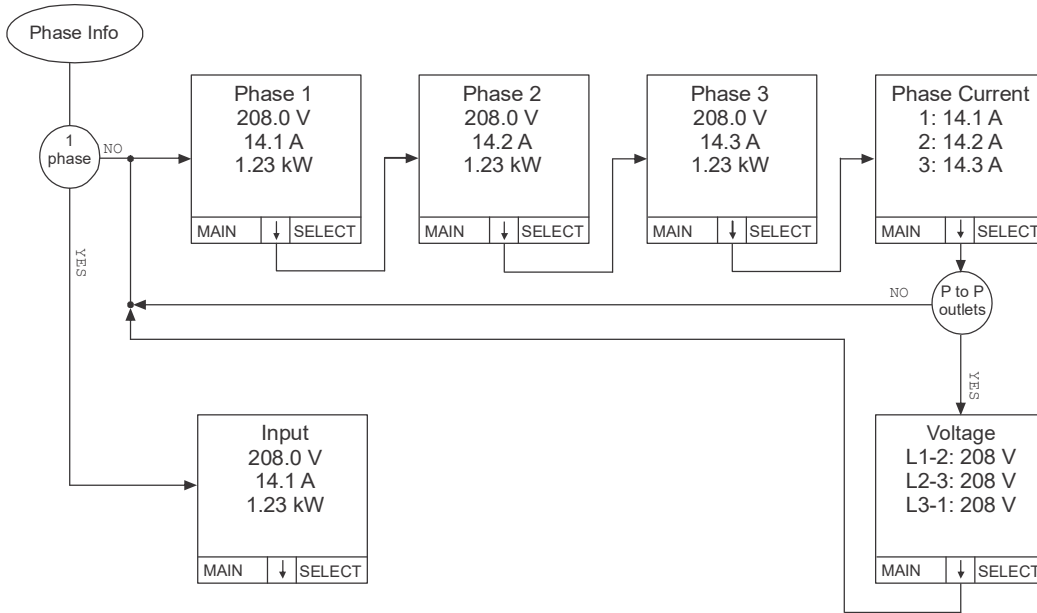 Phase Info
1
phase
NO
YES
Phase 1
208.0 V
14.1 A
1.23 kW
MAIN ↓ SELECT
Phase 2
208.0 V
14.2 A
1.23 kW
MAIN ↓ SELECT
Phase 3
208.0 V
14.3 A
1.23 kW
MAIN ↓ SELECT
Phase Current
1: 14.1 A
2: 14.2 A
3: 14.3 A
MAIN ↓ SELECT
P to P
outlets
NO
YES
Input
208.0 V
14.1 A
1.23 kW
MAIN ↓ SELECT
Voltage
L1-2: 208 V
L2-3: 208 V
L3-1: 208 V
MAIN ↓ SELECT